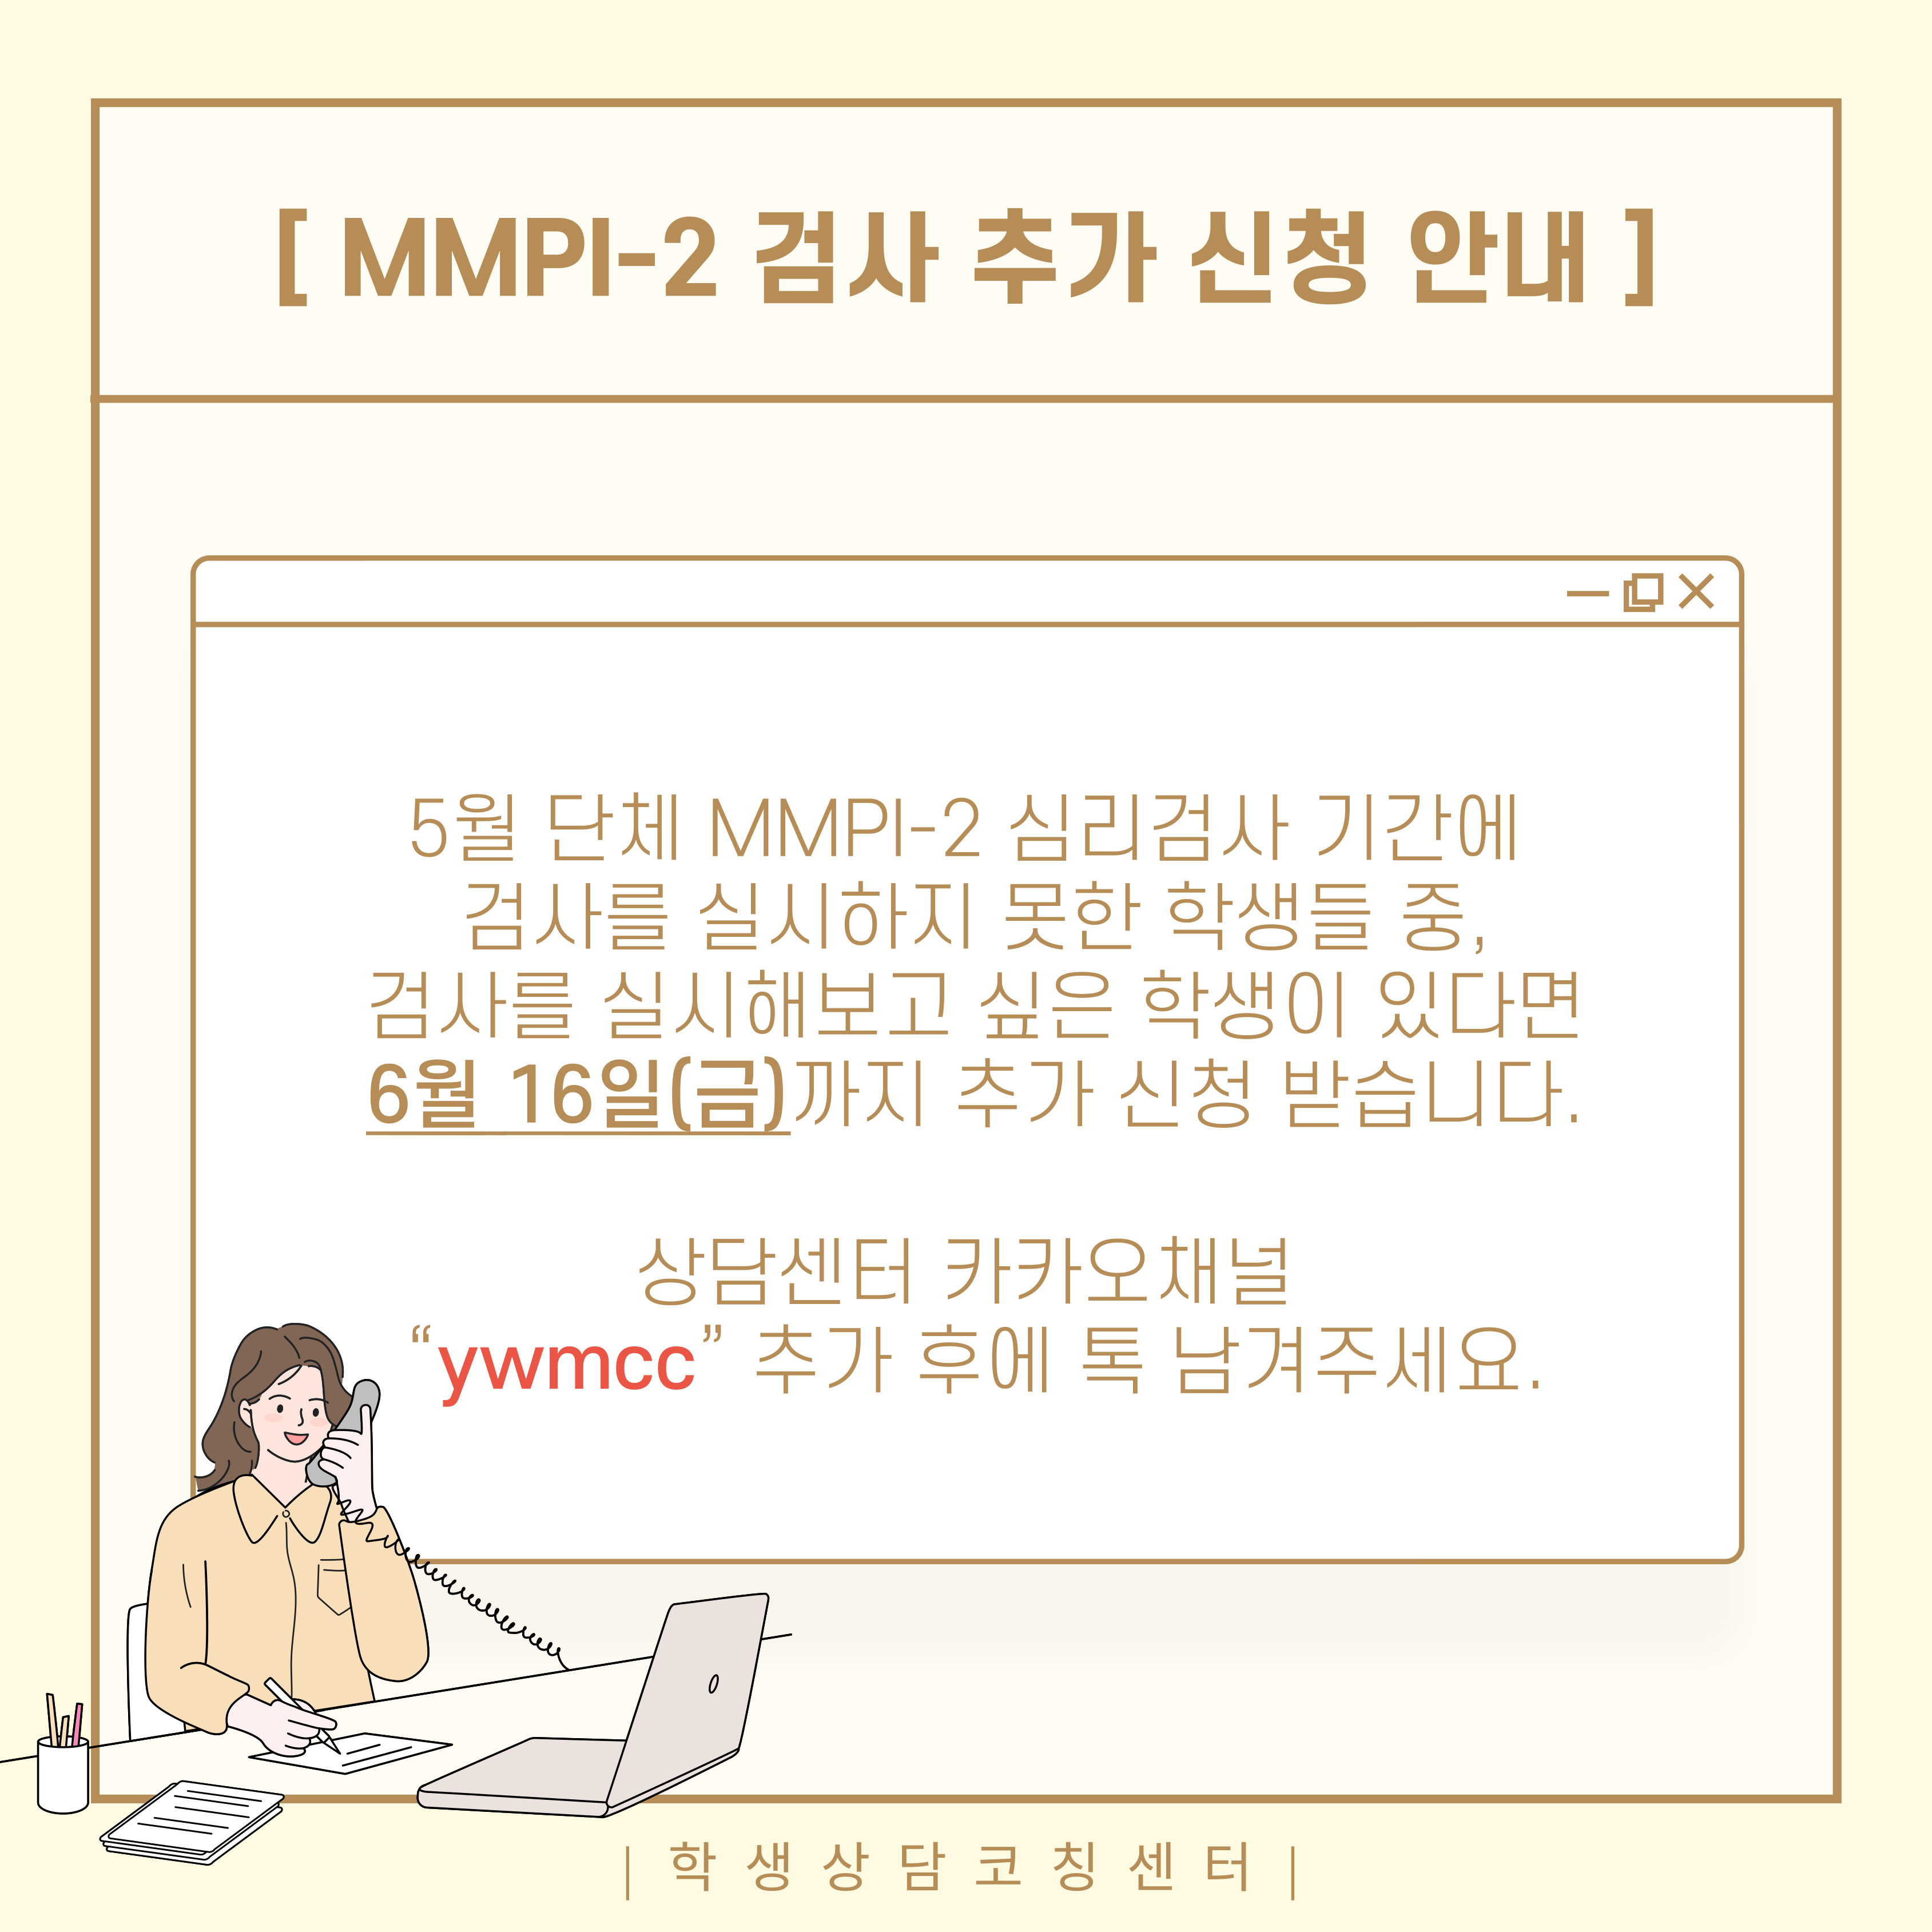 [ MMPI-2 검사 추가 신청 안내 ]
5월 단체 MMPI-2 심리검사 기간에
검사를 실시하지 못한 학생들 중,
검사를 실시해보고 싶은 학생이 있다면
6월 16일(금)까지 추가 신청 받습니다.
상담센터 카카오채널
“ywmcc” 추가 후에 톡 남겨주세요.
| 학생상담코칭센터 |